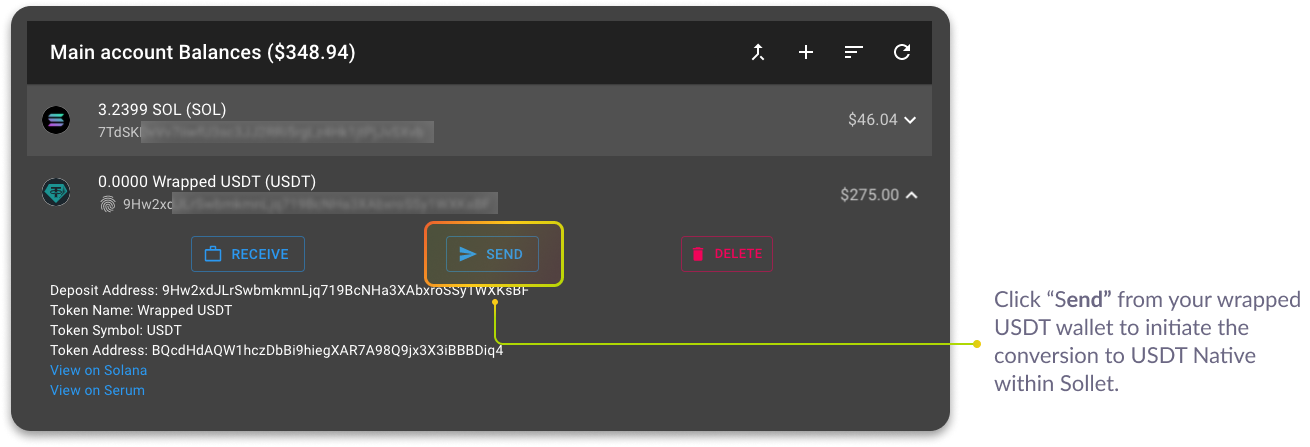 Main account Balances ($348.94)
3.2399 SOL (SOL)
7TdSK
$46.04
0.0000 Wrapped USDT (USDT)
9Hw2xd
$275.00
RECEIVE
SEND
DELETE
Deposit Address: 9Hw2xdJLrSwbmkmnLjq719BcNHa3XAbxroSSyTWXKsBF
Token Name: Wrapped USDT
Token Symbol: USDT
Token Address: BQcdHdAQW1hczDbBi9hiegXAR7A98Q9jx3X3iBBBDiq4
View on Solana
View on Serum
Click “Send” from your wrapped
USDT wallet to initiate the
conversion to USDT Native
within Sollet.